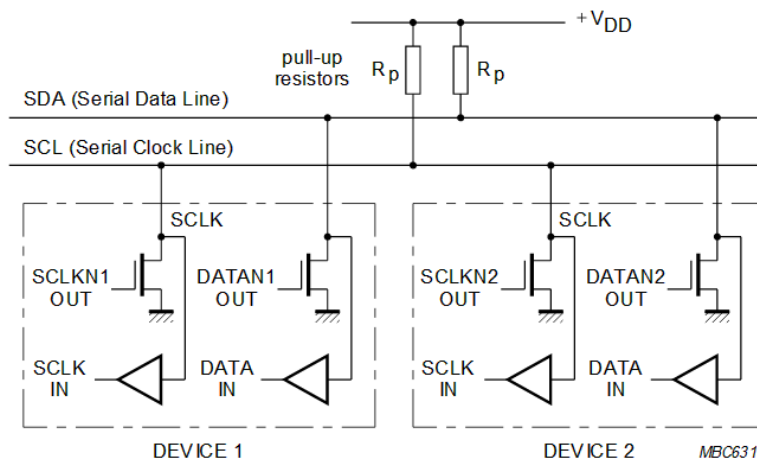 + VDD
pull-up
resistors
Rp
Rp
SDA (Serial Data Line)
SCL (Serial Clock Line)
SCLK
SCLKN1
OUT
DATAN1
OUT
SCLK
IN
DATA
IN
DEVICE 1
SCLK
SCLKN2
OUT
DATAN2
OUT
SCLK
IN
DATA
IN
DEVICE 2
MBC631